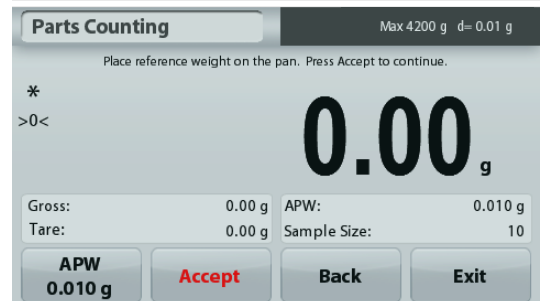 Parts Counting
Max 4200 g d= 0.01 g
Place reference weight on the pan. Press Accept to continue.
*
>0<
0.00 g
Gross: 0.00 g
Tare: 0.00 g
APW: 0.010 g
Sample Size: 10
APW
0.010 g
Accept
Back
Exit